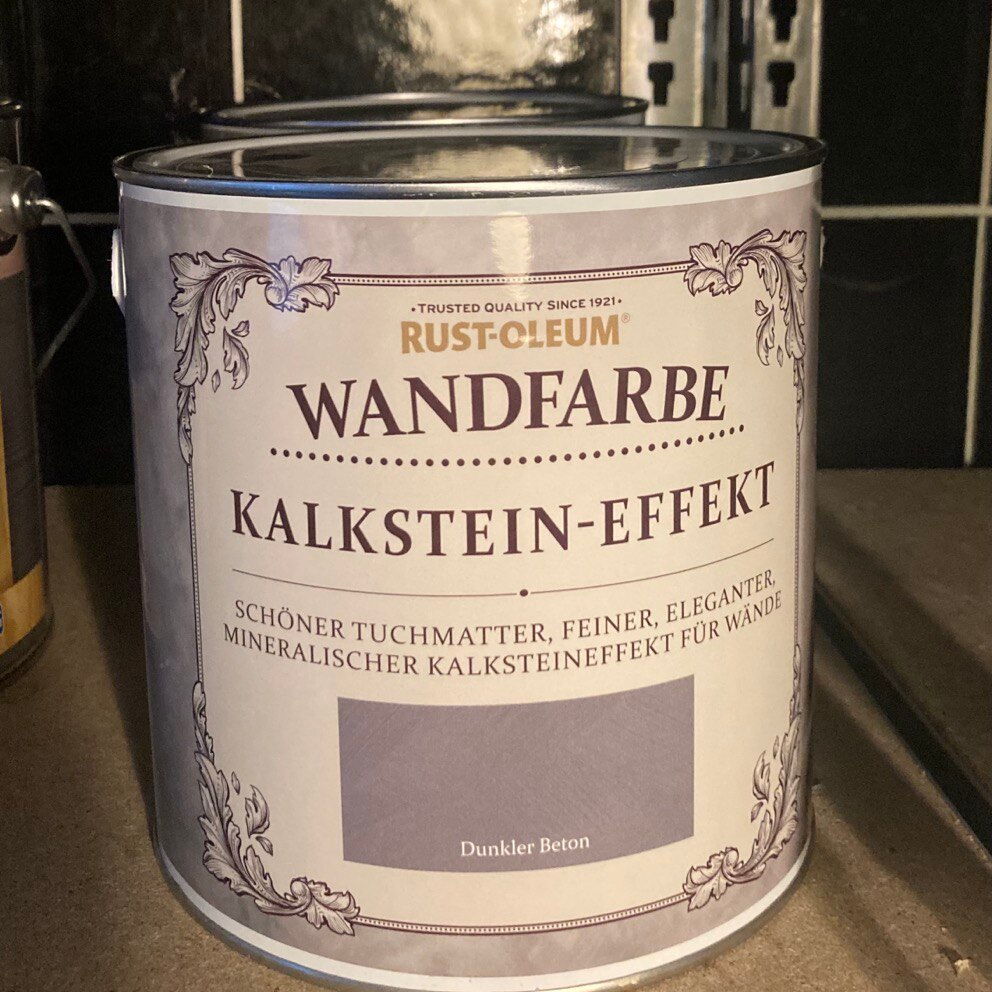 •TRUSTED QUALITY SINCE 1921•
RUST-OLEUM®
WANDFARBE
KALKSTEIN-EFFEKT
SCHÖNER TUCHMATTER, FEINER, ELEGANTER,
MINERALISCHER KALKSTEINEFFEKT FÜR WÄNDE
Dunkler Beton